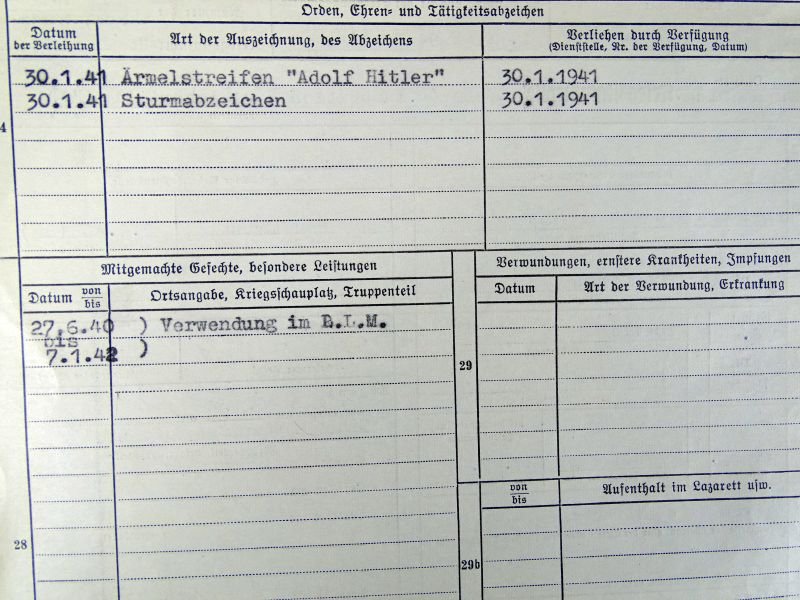 Orden, Ehren- und Tätigkeitsabzeichen
Datum der Verleihung
Art der Auszeichnung, des Abzeichens
Verliehen durch Verfügung
(Dienststelle, Nr. der Verfügung, Datum)
30.1.41 Ärmelstreifen "Adolf Hitler" 30.1.1941
30.1.41 Sturmabzeichen 30.1.1941
4
Mitgemachte Gefechte, besondere Leistungen
Datum von bis
Ortsangabe, Kriegsschauplatz, Truppenteil
27.6.40 ) Verwendung im B.L.M.
bis
7.1.42 )
28
Verwundungen, ernstere Krankheiten, Impfungen
Datum
Art der Verwundung, Erkrankung
29
von bis
Aufenthalt im Lazarett usw.
29b